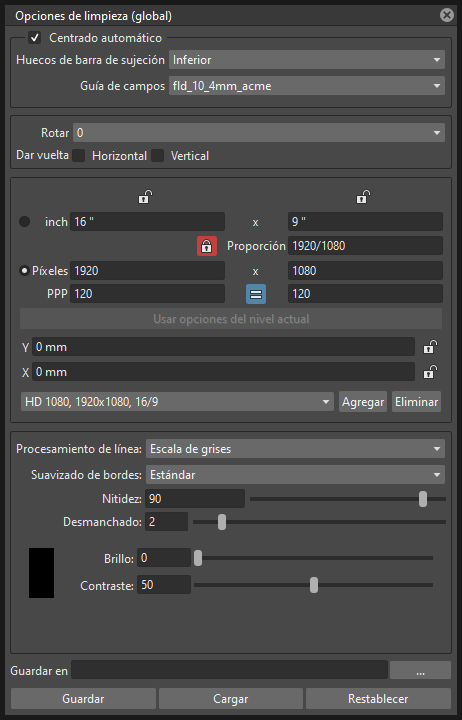 Opciones de limpieza (global)
Centrado automático
Huecos de barra de sujeción Inferior
Guía de campos fld_10_4mm_acme
Rotar 0
Dar vuelta Horizontal Vertical
inch 16 " x 9 "
Proporción 1920/1080
Píxeles 1920 x 1080
PPP 120 120
Usar opciones del nivel actual
Y 0 mm
X 0 mm
HD 1080, 1920x1080, 16/9 Agregar Eliminar
Procesamiento de línea: Escala de grises
Suavizado de bordes: Estándar
Nitidez: 90
Desmanchado: 2
Brillo: 0
Contraste: 50
Guardar en ...
Guardar Cargar Restablecer